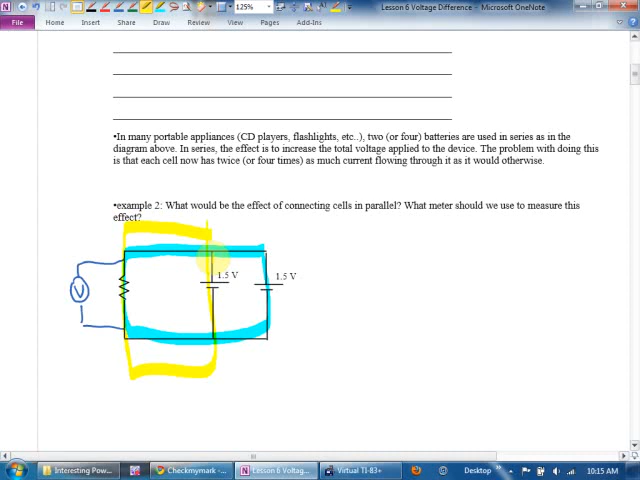 Lesson 6 Voltage Difference - Microsoft OneNote
125%
File Home Insert Share Draw Review View Pages Add-Ins
•In many portable appliances (CD players, flashlights, etc..), two (or four) batteries are used in series as in the
diagram above. In series, the effect is to increase the total voltage applied to the device. The problem with doing this
is that each cell now has twice (or four times) as much current flowing through it as it would otherwise.
•example 2: What would be the effect of connecting cells in parallel? What meter should we use to measure this
effect?
1.5 V 1.5 V
V
Interesting Pow... Checkmymark - ... Lesson 6 Voltag... Virtual TI-83+ Desktop 10:15 AM